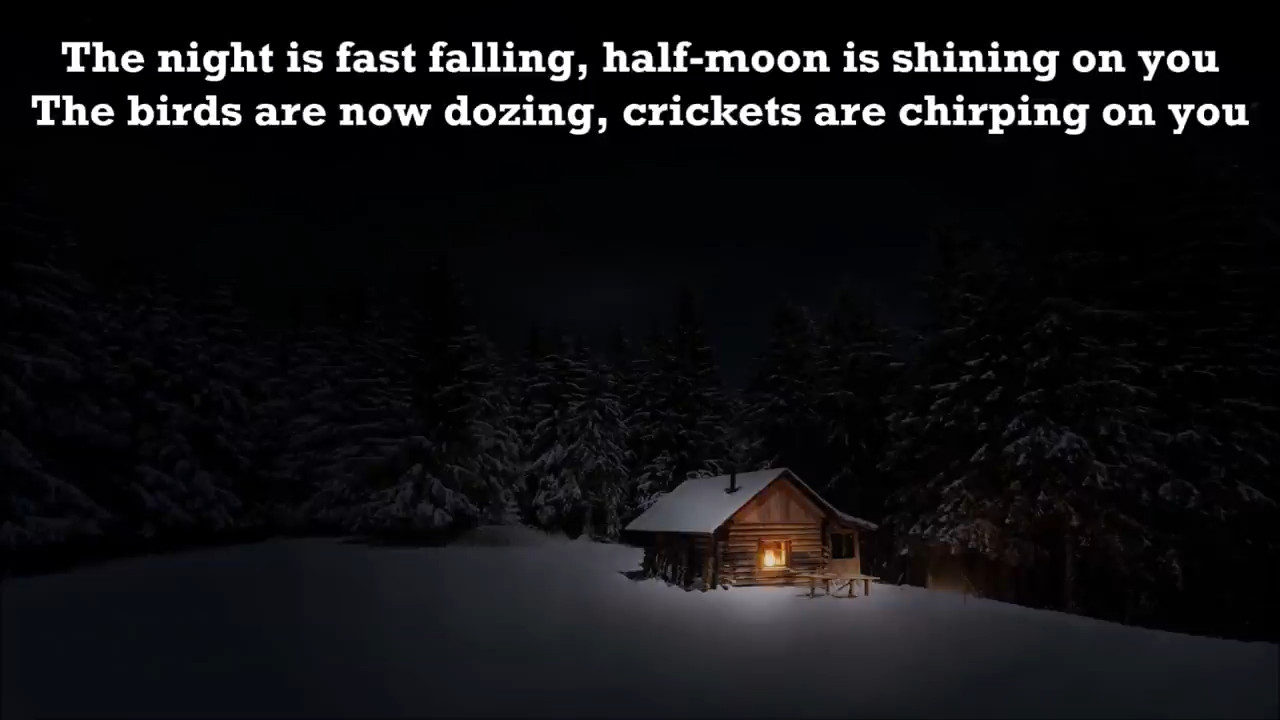 The night is fast falling, half-moon is shining on you
The birds are now dozing, crickets are chirping on you